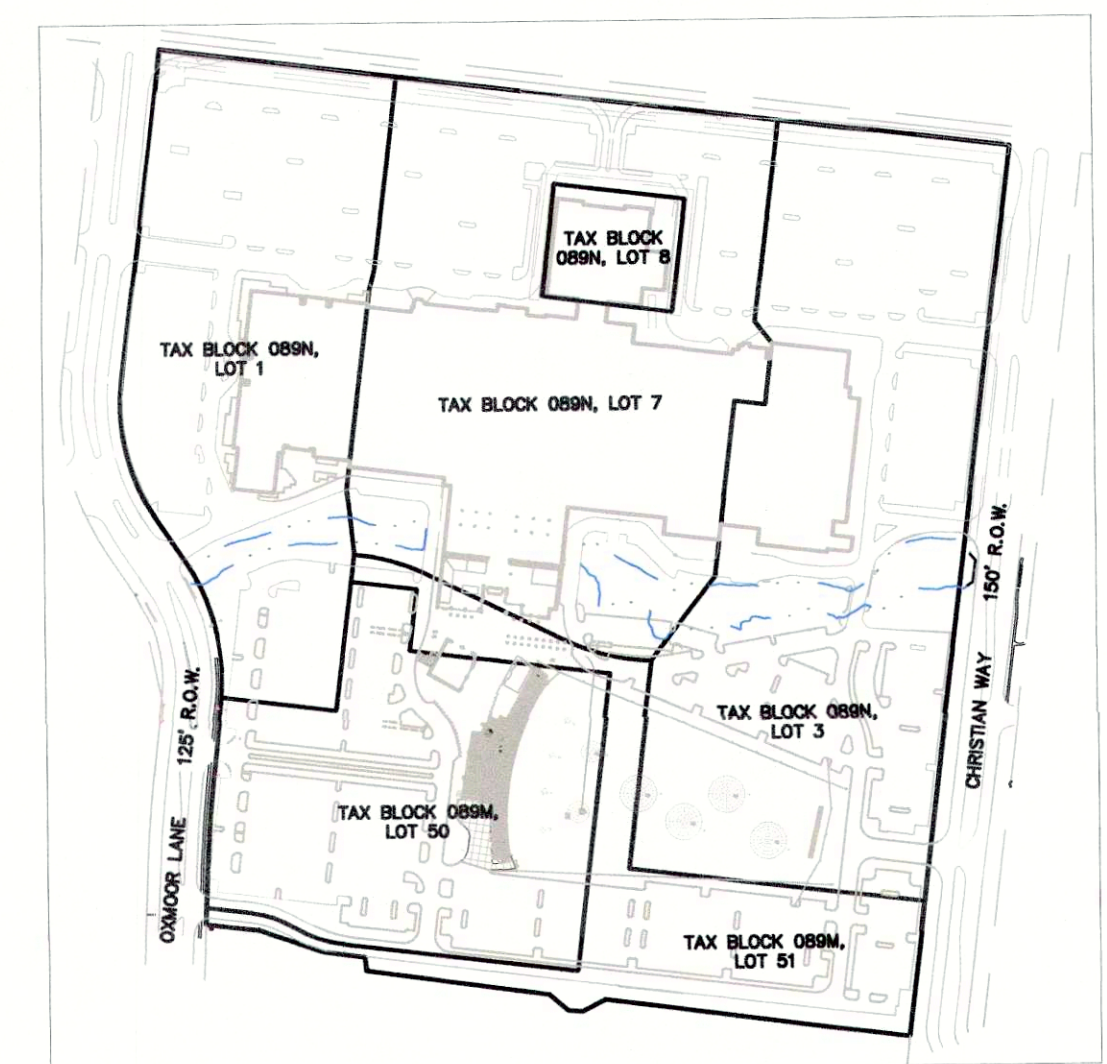 TAX BLOCK
089N, LOT 8
TAX BLOCK 089N,
LOT 1
TAX BLOCK 089N, LOT 7
150' R.O.W.
CHRISTIAN WAY
125' R.O.W.
OXMOOR LANE
TAX BLOCK 089N,
LOT 3
TAX BLOCK 089M,
LOT 50
TAX BLOCK 089M,
LOT 51